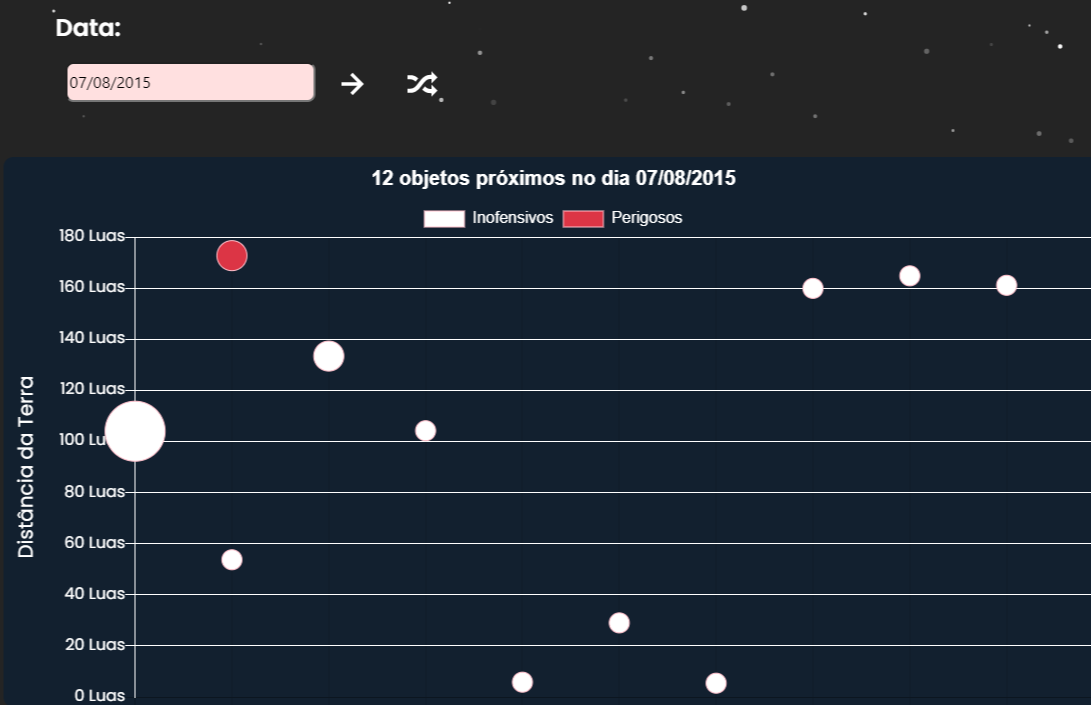 Data:
07/08/2015
12 objetos próximos no dia 07/08/2015
Inofensivos Perigosos
180 Luas
160 Luas
140 Luas
120 Luas
100 Lu
80 Luas
60 Luas
40 Luas
20 Luas
0 Luas
Distância da Terra